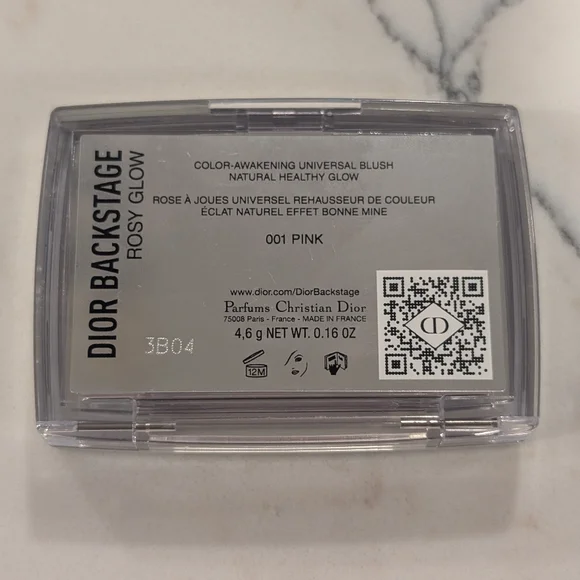 DIOR BACKSTAGE
ROSY GLOW
COLOR-AWAKENING UNIVERSAL BLUSH
NATURAL HEALTHY GLOW
ROSE À JOUES UNIVERSEL REHAUSSEUR DE COULEUR
ÉCLAT NATUREL EFFET BONNE MINE
001 PINK
www.dior.com/DiorBackstage
Parfums Christian Dior
75008 Paris - France - MADE IN FRANCE
4,6 g NET WT. 0.16 OZ
3B04
12M
CD